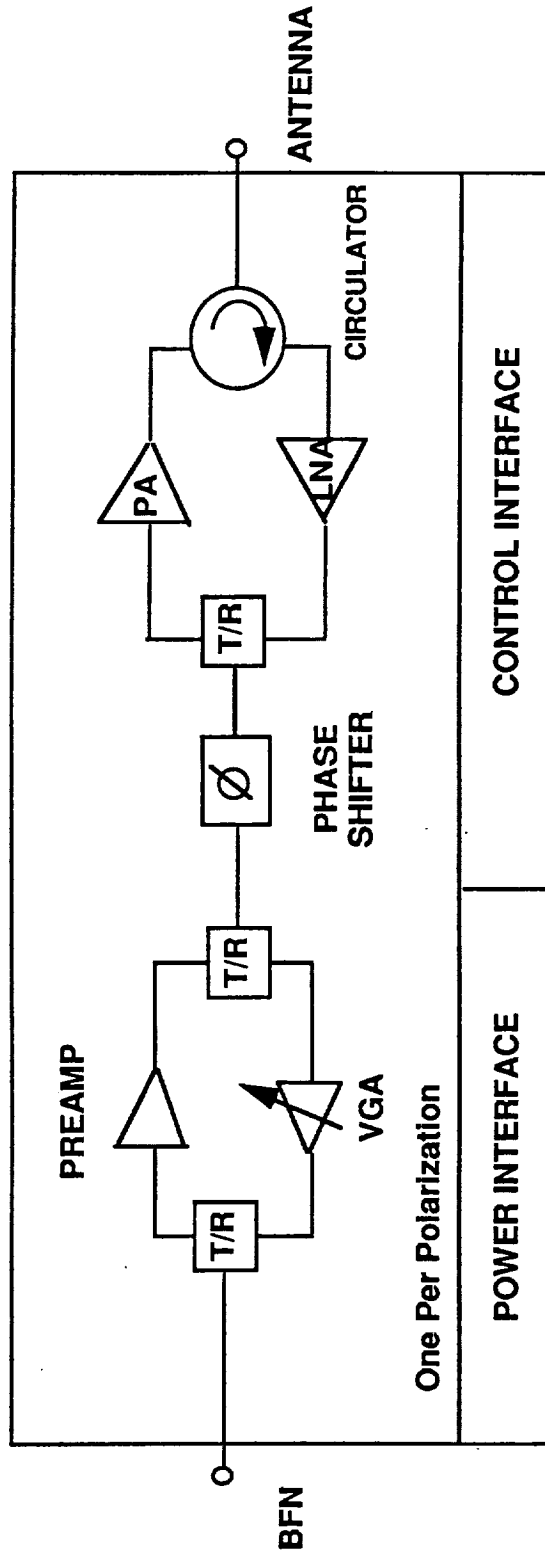 BFN
PREAMP
T/R
VGA
T/R
Ø
PHASE
SHIFTER
T/R
PA
LNA
CIRCULATOR
ANTENNA
One Per Polarization
POWER INTERFACE
CONTROL INTERFACE